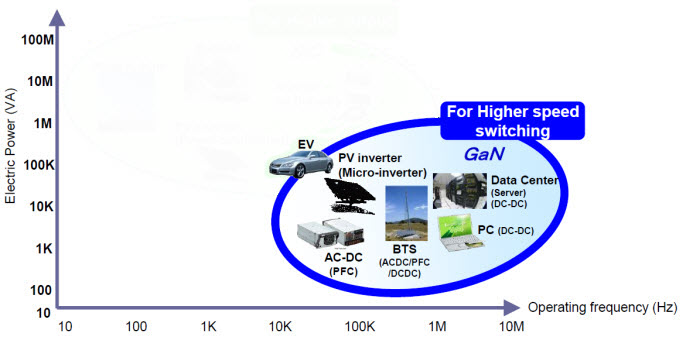 100M
10M
1M
100K
10K
1K
100
10
Electric Power (VA)
For Higher speed
switching
GaN
EV
PV inverter
(Micro-inverter)
Data Center
(Server)
(DC-DC)
AC-DC
(PFC)
BTS
(ACDC/PFC
/DCDC)
PC (DC-DC)
10
100
1K
10K
100K
1M
10M
Operating frequency (Hz)